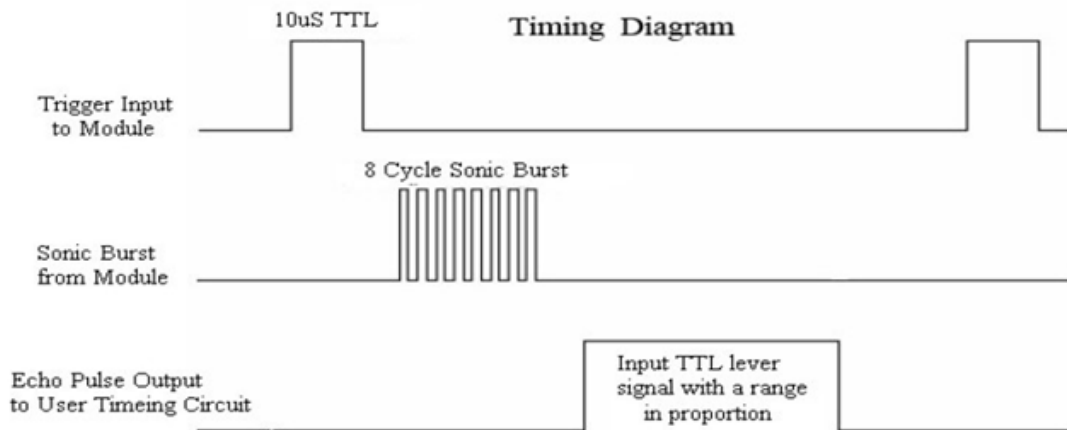 10uS TTL
Timing Diagram
Trigger Input
to Module
8 Cycle Sonic Burst
Sonic Burst
from Module
Echo Pulse Output
to User Timeing Circuit
Input TTL lever
signal with a range
in proportion